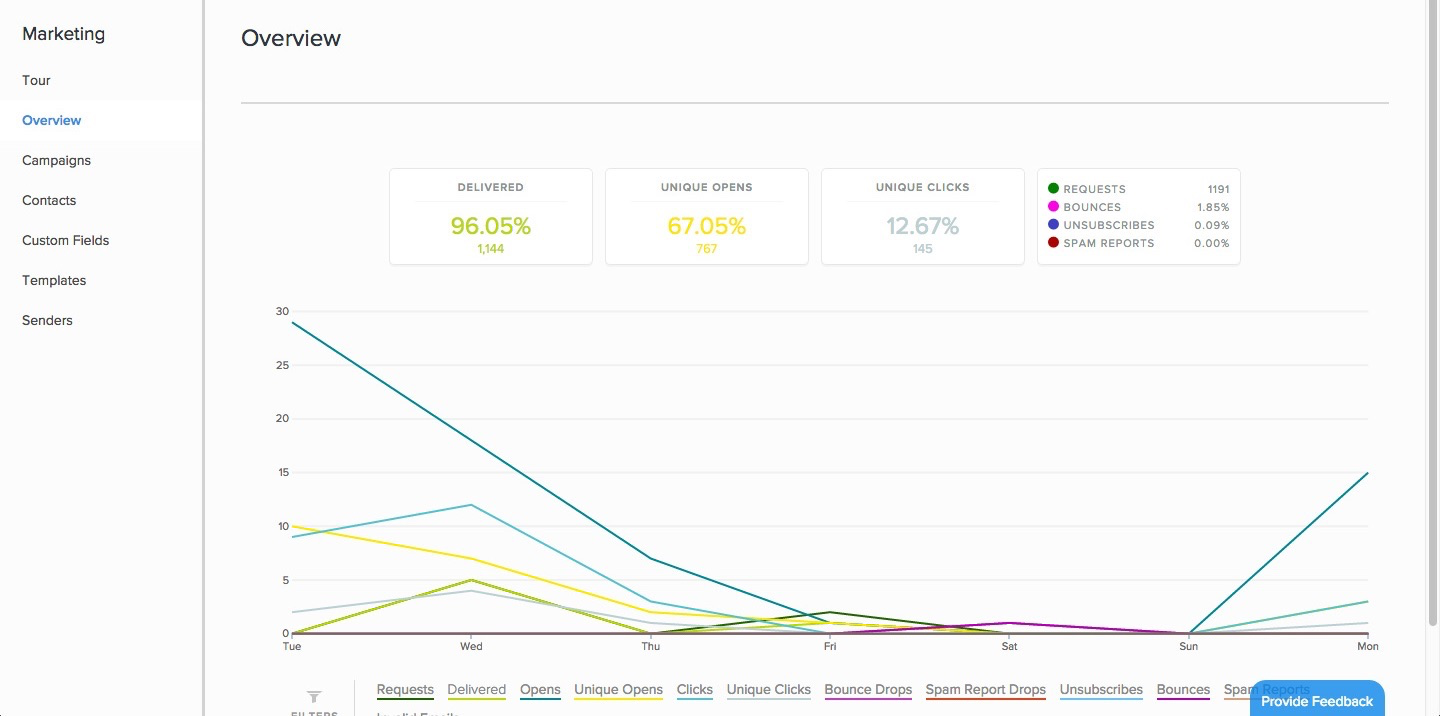 Marketing
Tour
Overview
Campaigns
Contacts
Custom Fields
Templates
Senders
Overview
DELIVERED
96.05%
1,144
UNIQUE OPENS
67.05%
767
UNIQUE CLICKS
12.67%
145
REQUESTS 1191
BOUNCES 1.85%
UNSUBSCRIBES 0.09%
SPAM REPORTS 0.00%
30
25
20
15
10
5
0
Tue Wed Thu Fri Sat Sun Mon
FILTERS
Requests Delivered Opens Unique Opens Clicks Unique Clicks Bounce Drops Spam Report Drops Unsubscribes Bounces Spam Reports
Invalid Emails
Provide Feedback